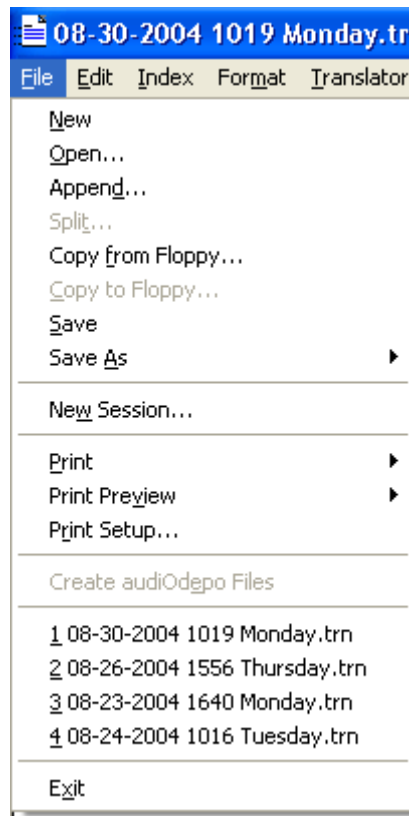 08-30-2004 1019 Monday.tr
File Edit Index Format Translator
New
Open...
Append...
Split...
Copy from Floppy...
Copy to Floppy...
Save
Save As
New Session...
Print
Print Preview
Print Setup...
Create audiOdepo Files
1 08-30-2004 1019 Monday.trn
2 08-26-2004 1556 Thursday.trn
3 08-23-2004 1640 Monday.trn
4 08-24-2004 1016 Tuesday.trn
Exit